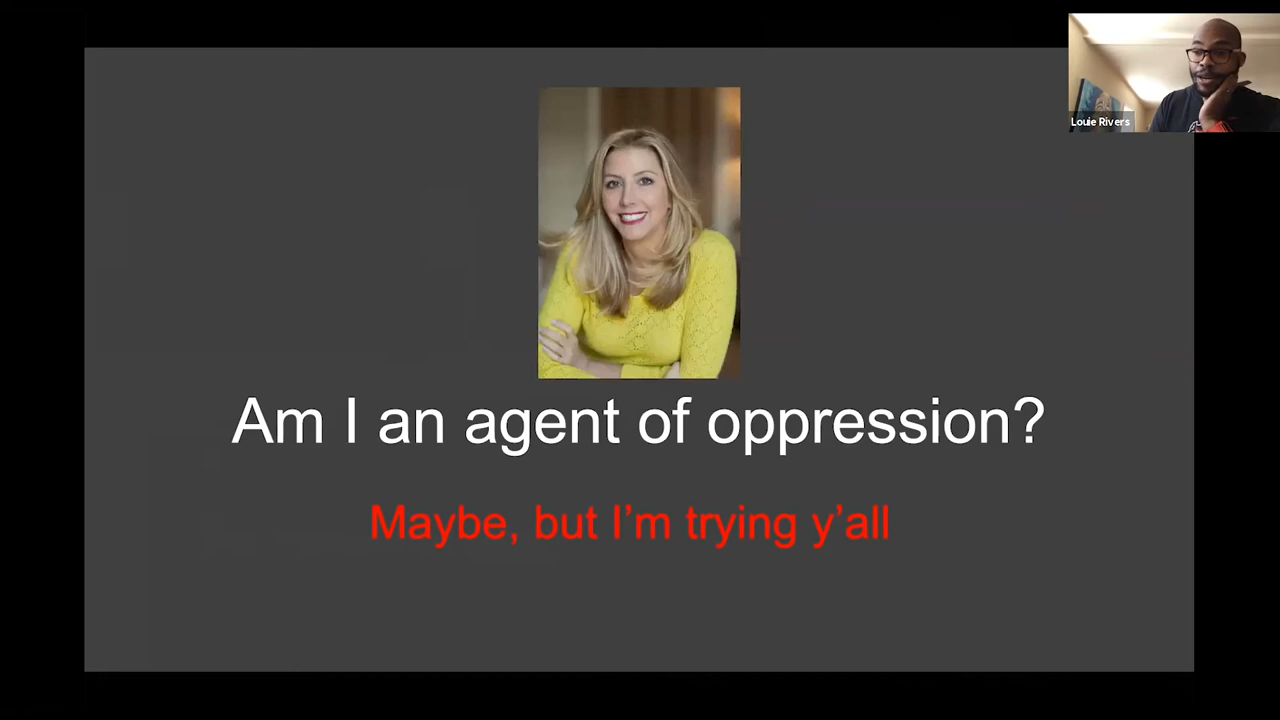 Louie Rivers
Am I an agent of oppression?
Maybe, but I’m trying y’all